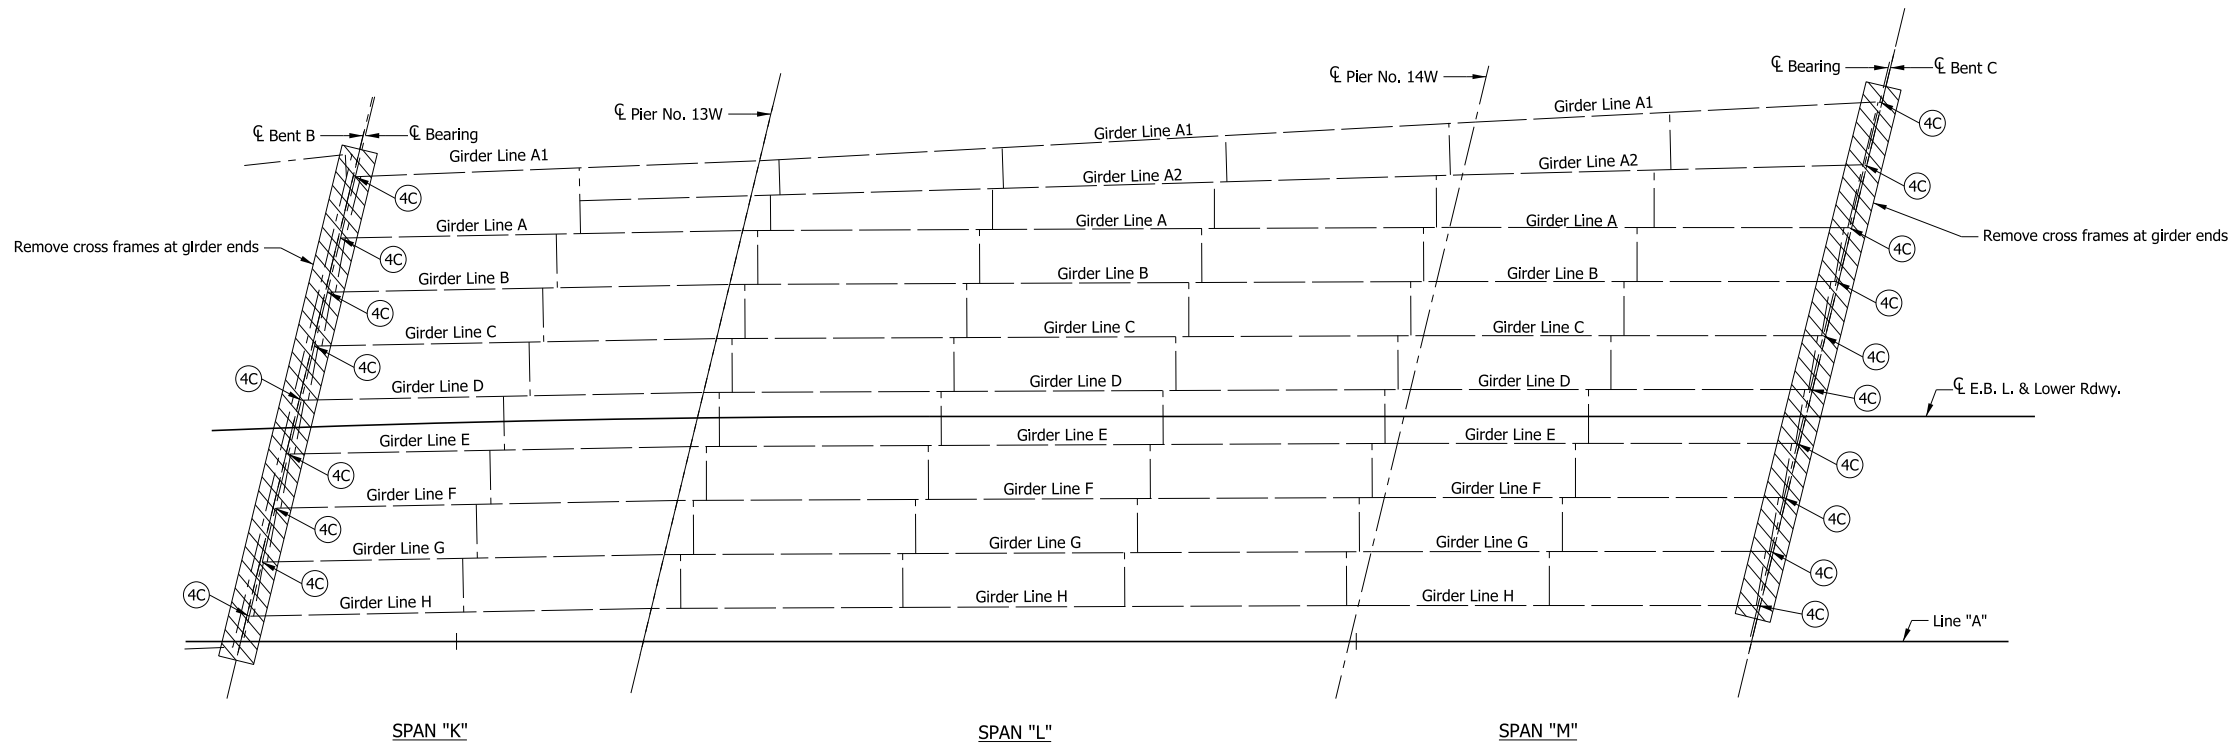 ℄ Bearing
℄ Bent C
℄ Pier No. 14W
℄ Pier No. 13W
℄ Bent B
℄ Bearing
Girder Line A1
Girder Line A1
Girder Line A1
4C
Girder Line A2
Girder Line A2
4C
4C
Girder Line A
Girder Line A
Girder Line A
4C
Remove cross frames at girder ends
Remove cross frames at girder ends
4C
Girder Line B
Girder Line B
Girder Line B
4C
4C
Girder Line C
Girder Line C
Girder Line C
4C
4C
4C
Girder Line D
Girder Line D
Girder Line D
4C
℄ E.B. L. & Lower Rdwy.
Girder Line E
Girder Line E
Girder Line E
4C
4C
Girder Line F
Girder Line F
Girder Line F
4C
4C
Girder Line G
Girder Line G
Girder Line G
4C
4C
4C
Girder Line H
Girder Line H
Girder Line H
4C
Line "A"
SPAN "K"
SPAN "L"
SPAN "M"